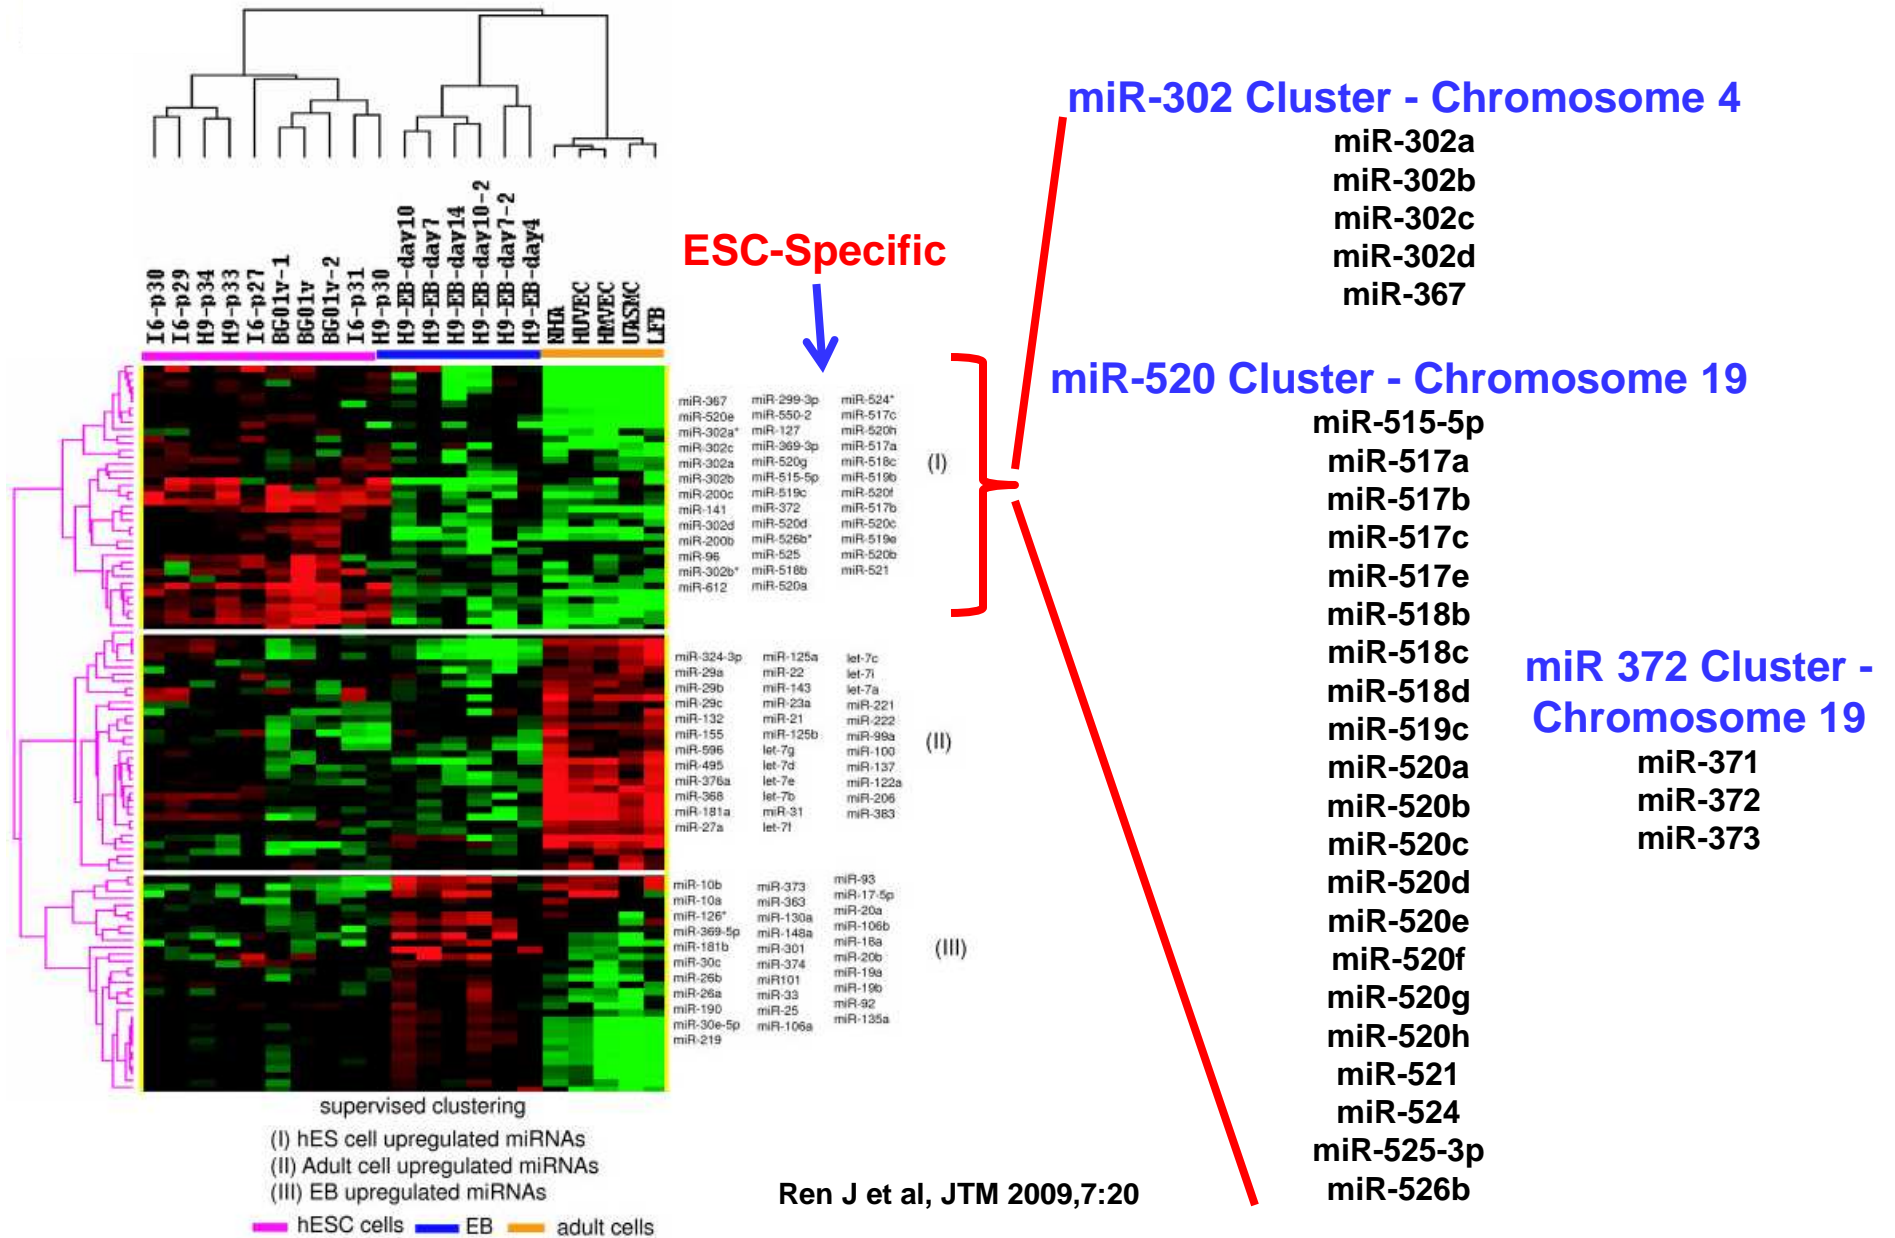 I6-p30
I6-p29
H9-p34
H9-p33
I6-p27
BG01v-1
BG01v
BG01v-2
I6-p31
H9-p30
H9-EB-day10
H9-EB-day7
H9-EB-day14
H9-EB-day10-2
H9-EB-day7-2
H9-EB-day4
NHA
HUVEC
HMVEC
UASMC
LFB
ESC-Specific
miR-367 miR-299-3p miR-524*
miR-520e miR-550-2 miR-517c
miR-302a* miR-127 miR-520h
miR-302c miR-369-3p miR-517a
miR-302a miR-520g miR-518c
miR-302b miR-515-5p miR-519b
miR-200c miR-519c miR-520f
miR-141 miR-372 miR-517b
miR-302d miR-520d miR-520c
miR-200b miR-526b* miR-519e
miR-96 miR-525 miR-520b
miR-302b* miR-518b miR-521
miR-612 miR-520a
(I)
miR-324-3p miR-125a let-7c
miR-29a miR-22 let-7i
miR-29b miR-143 let-7a
miR-29c miR-23a miR-221
miR-132 miR-21 miR-222
miR-155 miR-125b miR-99a
miR-596 let-7g miR-100
miR-495 let-7d miR-137
miR-376a let-7e miR-122a
miR-368 let-7b miR-206
miR-181a miR-31 miR-383
miR-27a let-7f
(II)
miR-10b miR-373 miR-93
miR-10a miR-363 miR-17-5p
miR-126* miR-130a miR-20a
miR-369-5p miR-148a miR-106b
miR-181b miR-301 miR-18a
miR-30c miR-374 miR-20b
miR-26b miR101 miR-19a
miR-26a miR-33 miR-19b
miR-190 miR-25 miR-92
miR-30e-5p miR-106a miR-135a
miR-219
(III)
supervised clustering
(I) hES cell upregulated miRNAs
(II) Adult cell upregulated miRNAs
(III) EB upregulated miRNAs
hESC cells EB adult cells
Ren J et al, JTM 2009,7:20
miR-302 Cluster - Chromosome 4
miR-302a
miR-302b
miR-302c
miR-302d
miR-367
miR-520 Cluster - Chromosome 19
miR-515-5p
miR-517a
miR-517b
miR-517c
miR-517e
miR-518b
miR-518c
miR-518d
miR-519c
miR-520a
miR-520b
miR-520c
miR-520d
miR-520e
miR-520f
miR-520g
miR-520h
miR-521
miR-524
miR-525-3p
miR-526b
miR 372 Cluster -
Chromosome 19
miR-371
miR-372
miR-373